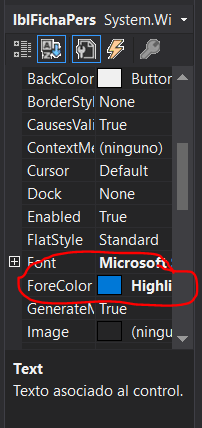 lblFichaPers System.Wi
BackColor Button
BorderStyl None
CausesVali True
ContextMe (ninguno)
Cursor Default
Dock None
Enabled True
FlatStyle Standard
Font Microsoft
ForeColor Highli
GenerateM True
Image (ningu
Text
Texto asociado al control.